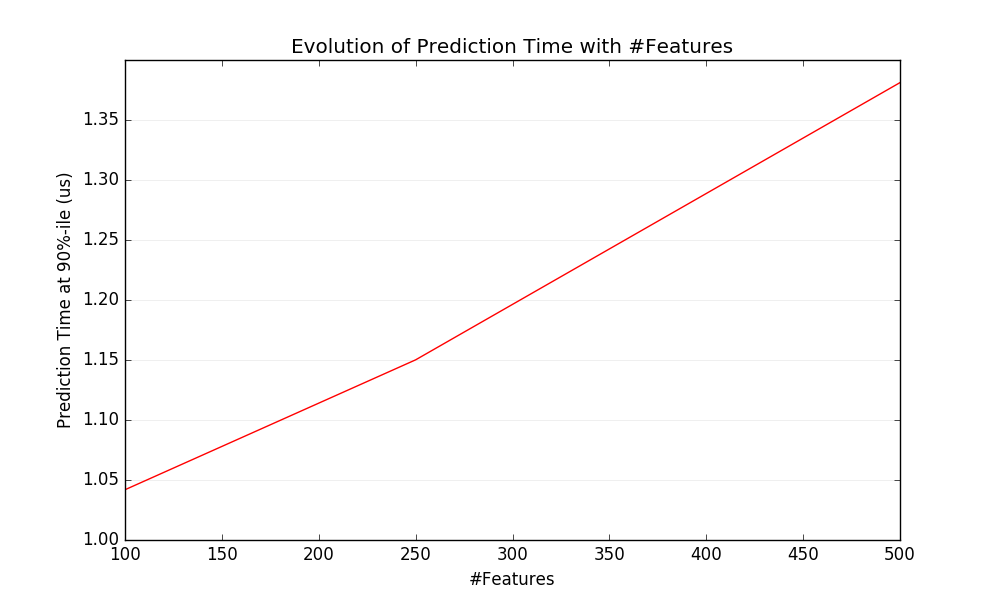 Evolution of Prediction Time with #Features
Prediction Time at 90%-ile (us)
1.35
1.30
1.25
1.20
1.15
1.10
1.05
1.00
100 150 200 250 300 350 400 450 500
#Features